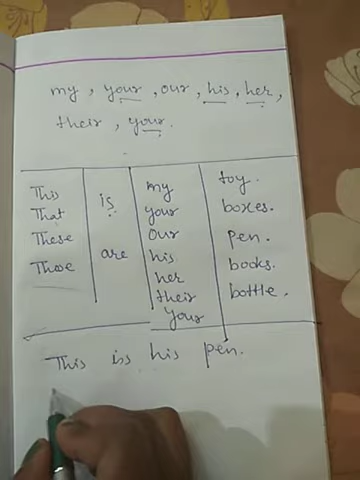 my, your, our, his, her,
their, your.
This is my toy.
That your boxes.
These our pen.
Those are his books.
her bottle.
their
your
This is his pen.